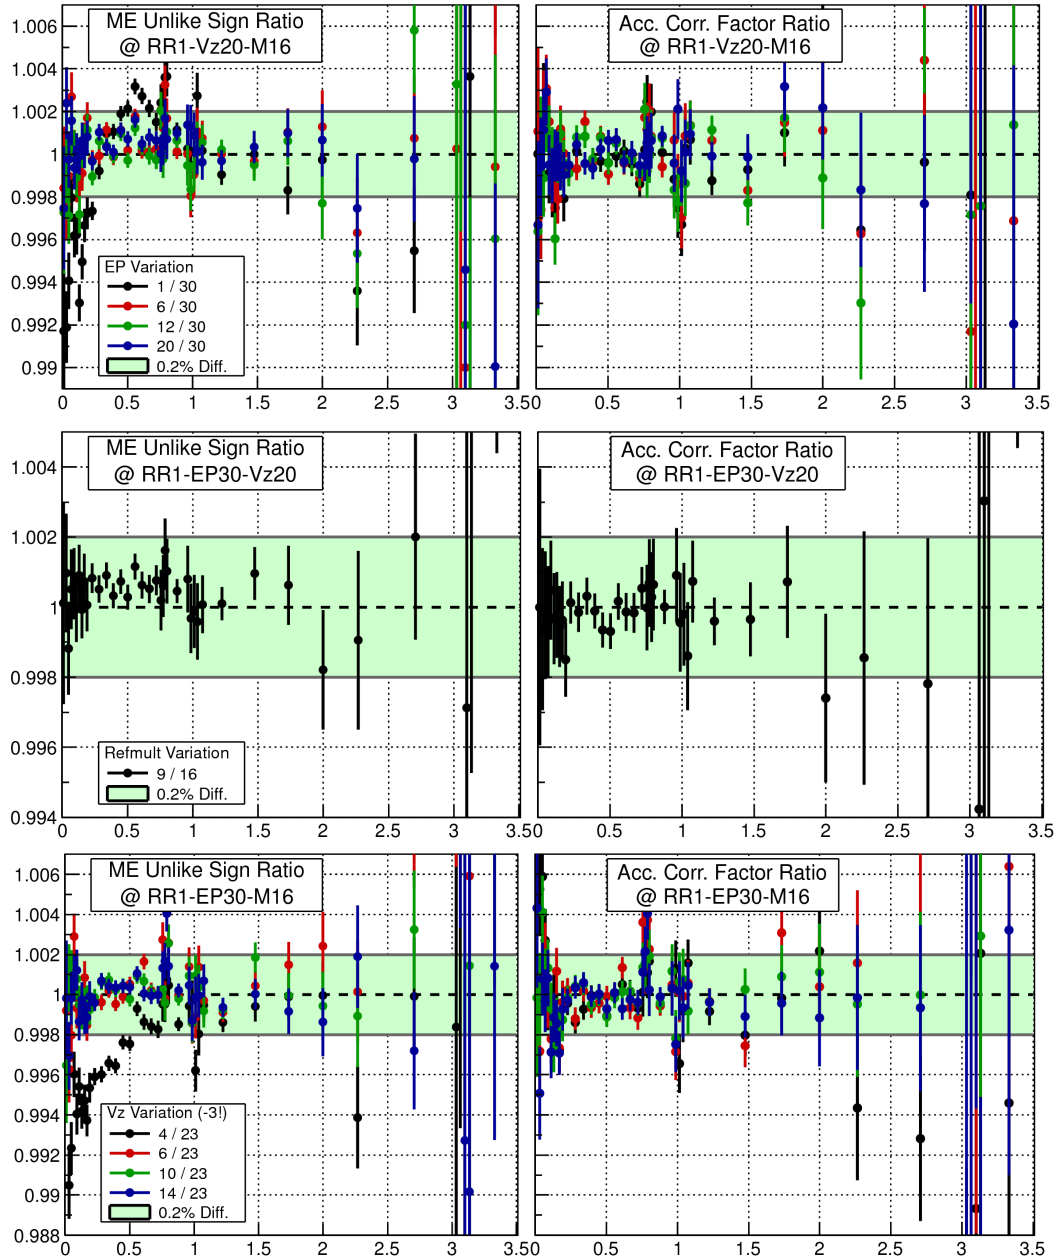 ME Unlike Sign Ratio
@ RR1-Vz20-M16
1.006
1.004
1.002
1
0.998
0.996
0.994
0.992
0.99
EP Variation
1 / 30
6 / 30
12 / 30
20 / 30
0.2% Diff.
0 0.5 1 1.5 2 2.5 3 3.5
Acc. Corr. Factor Ratio
@ RR1-Vz20-M16
0.5 1 1.5 2 2.5 3 3.5
ME Unlike Sign Ratio
@ RR1-EP30-Vz20
1.004
1.002
1
0.998
0.996
0.994
Refmult Variation
9 / 16
0.2% Diff.
0 0.5 1 1.5 2 2.5 3 3.5
Acc. Corr. Factor Ratio
@ RR1-EP30-Vz20
0.5 1 1.5 2 2.5 3 3.5
ME Unlike Sign Ratio
@ RR1-EP30-M16
1.006
1.004
1.002
1
0.998
0.996
0.994
0.992
0.99
0.988
Vz Variation (-3!)
4 / 23
6 / 23
10 / 23
14 / 23
0.2% Diff.
0 0.5 1 1.5 2 2.5 3 3.5
Acc. Corr. Factor Ratio
@ RR1-EP30-M16
0.5 1 1.5 2 2.5 3 3.5